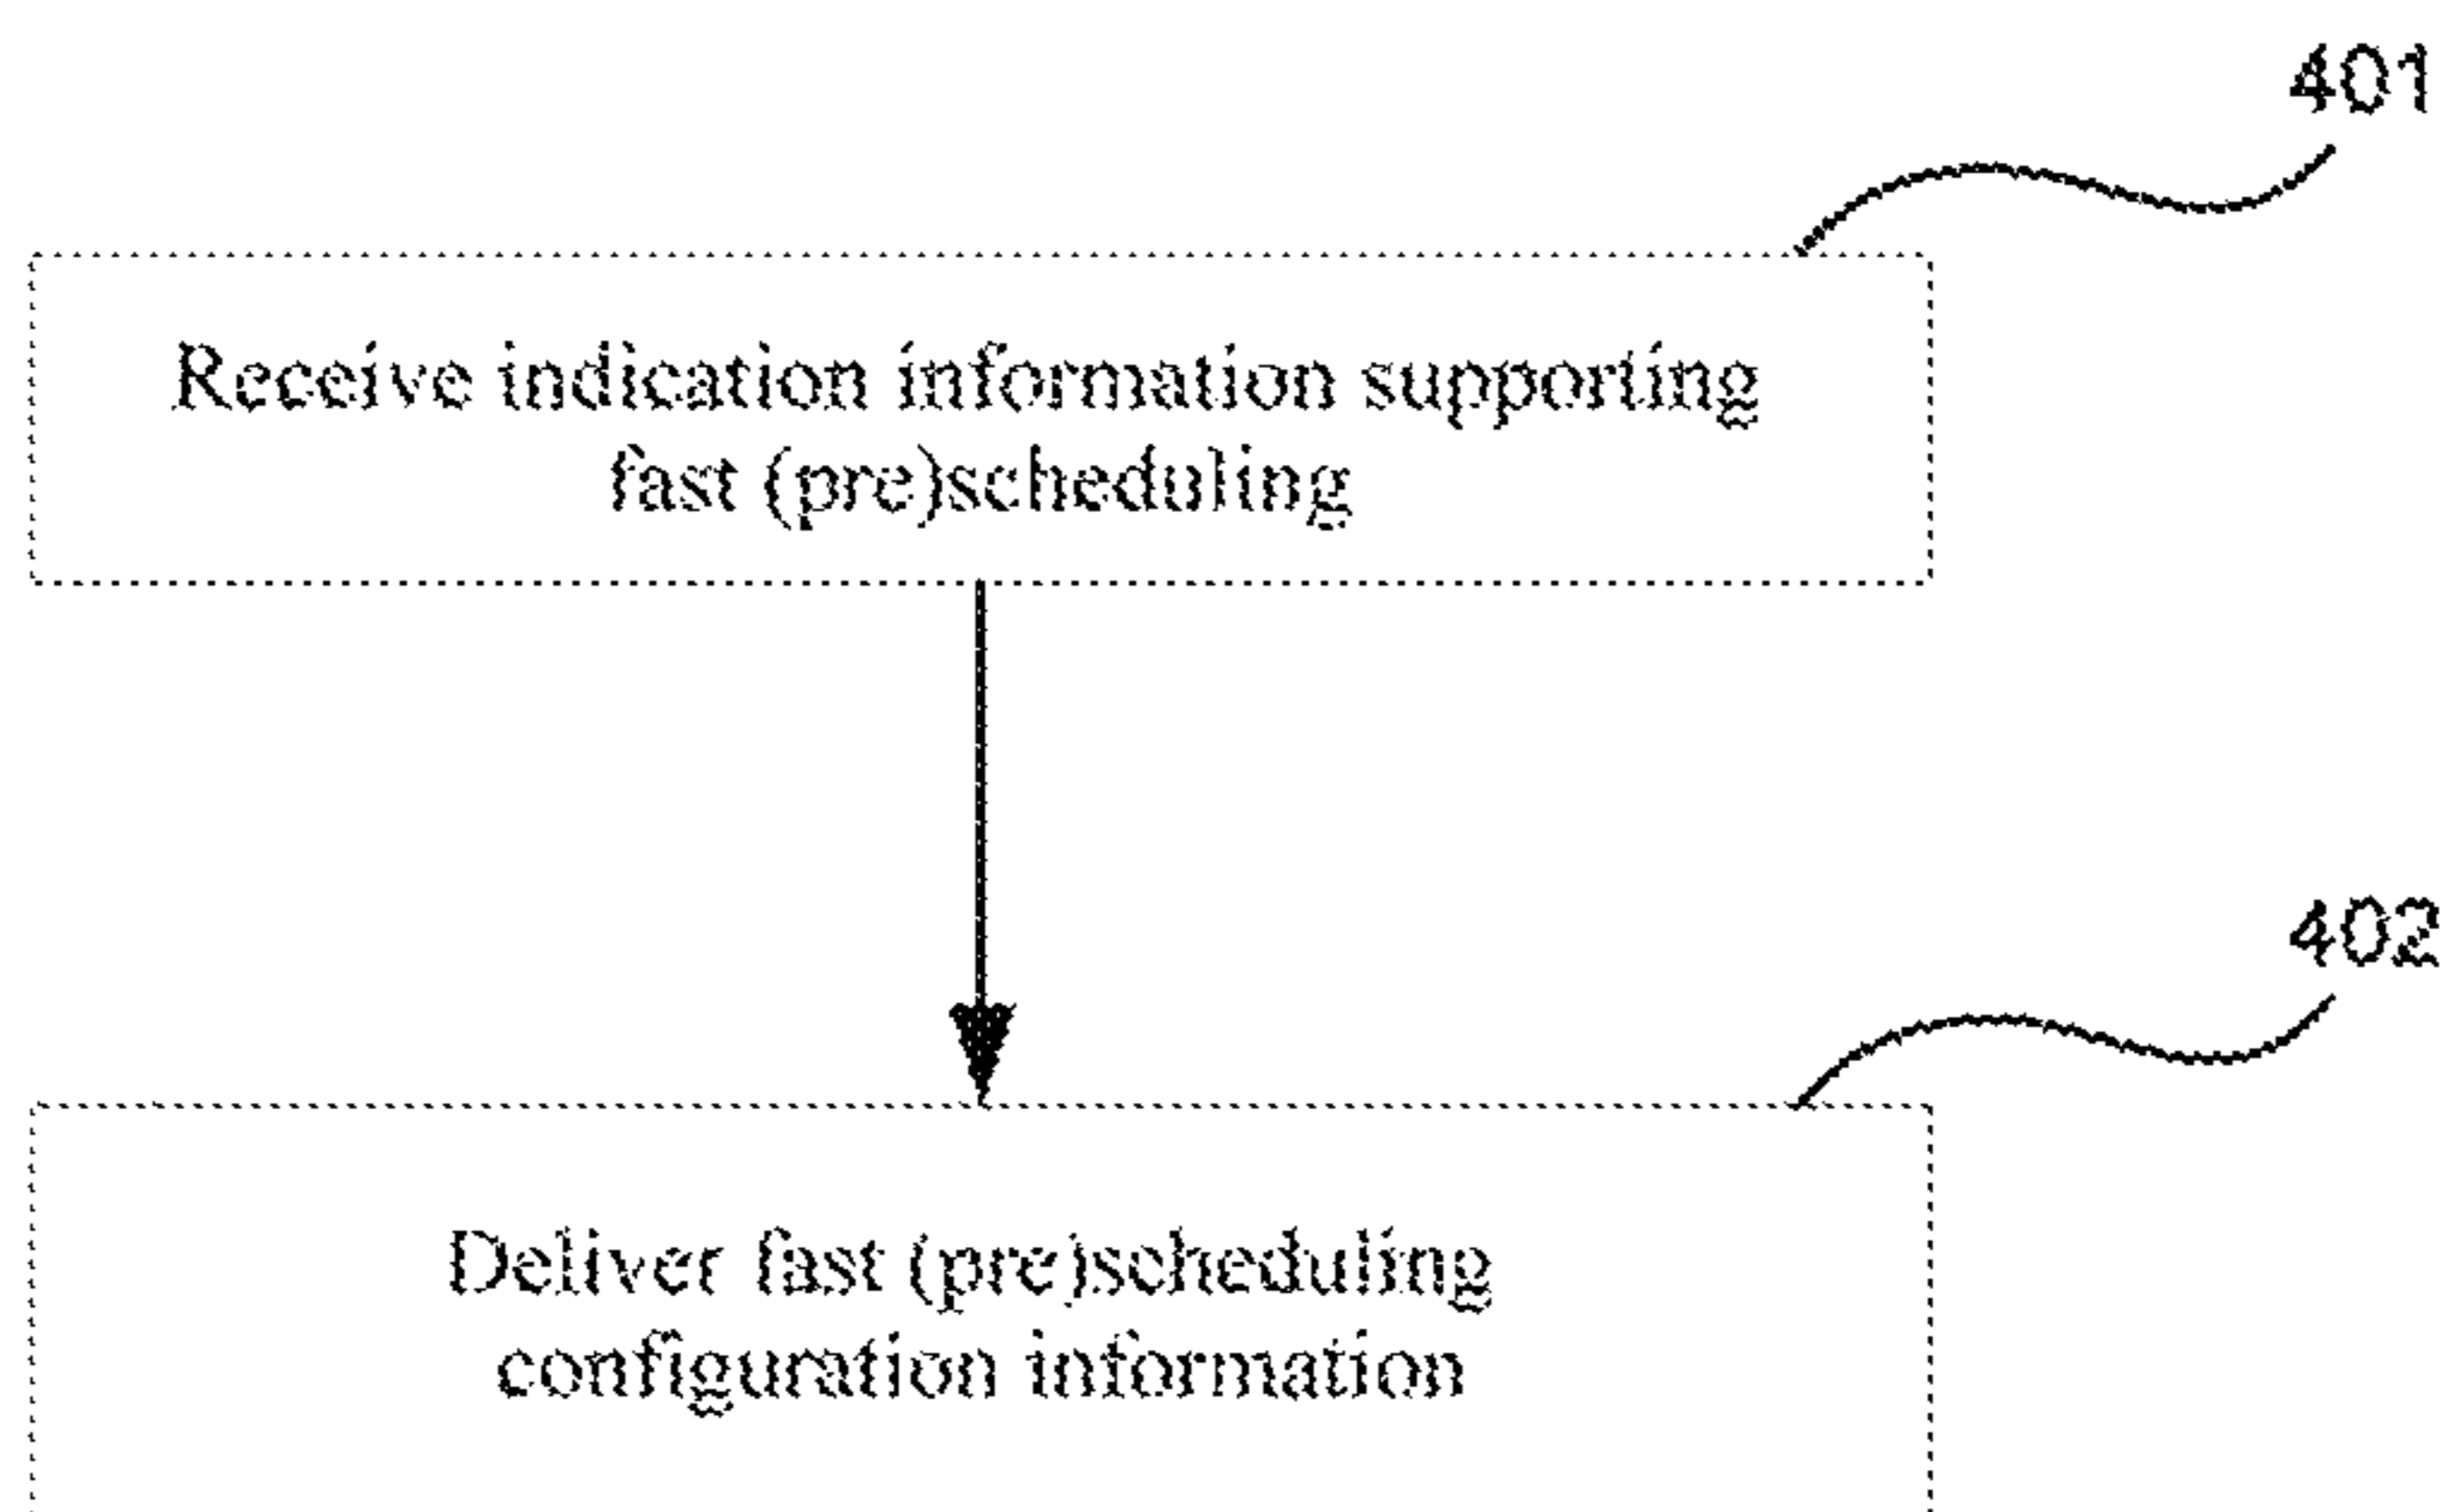 401
Receive indication information supporting
fast (pre)scheduling
402
Deliver fast (pre)scheduling
configuration information